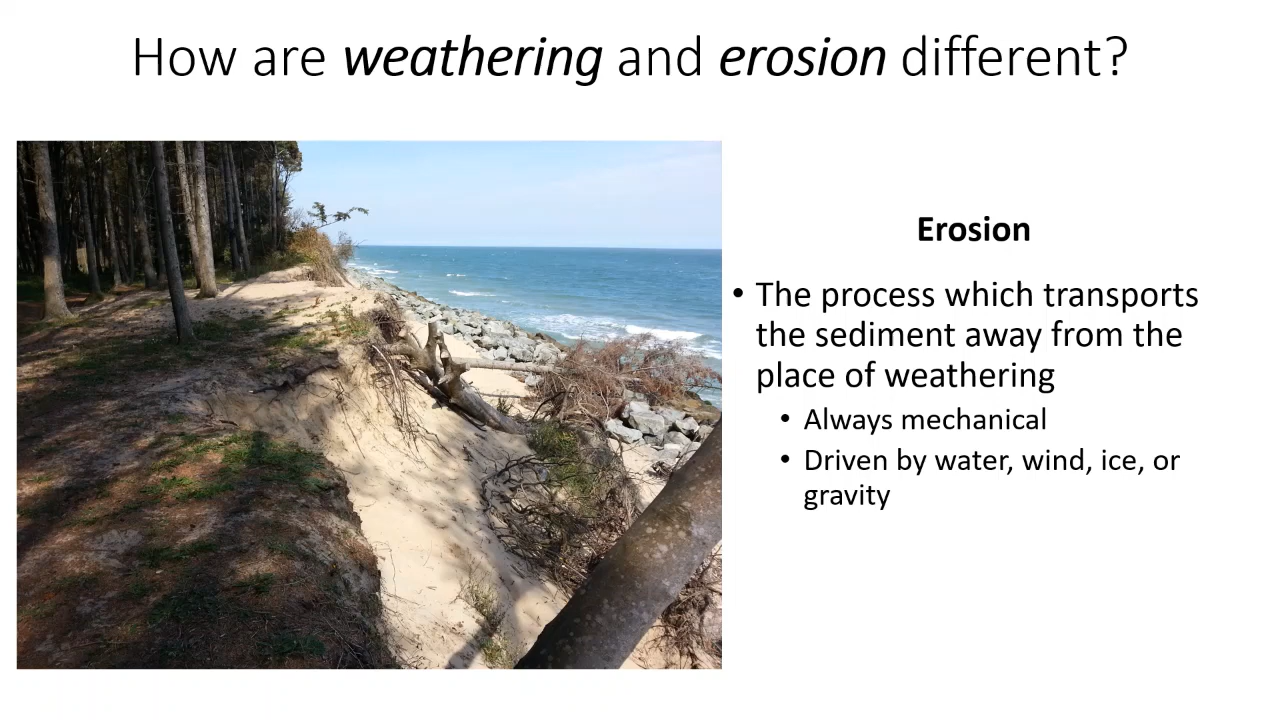 How are weathering and erosion different?
Erosion
• The process which transports
the sediment away from the
place of weathering
• Always mechanical
• Driven by water, wind, ice, or
gravity